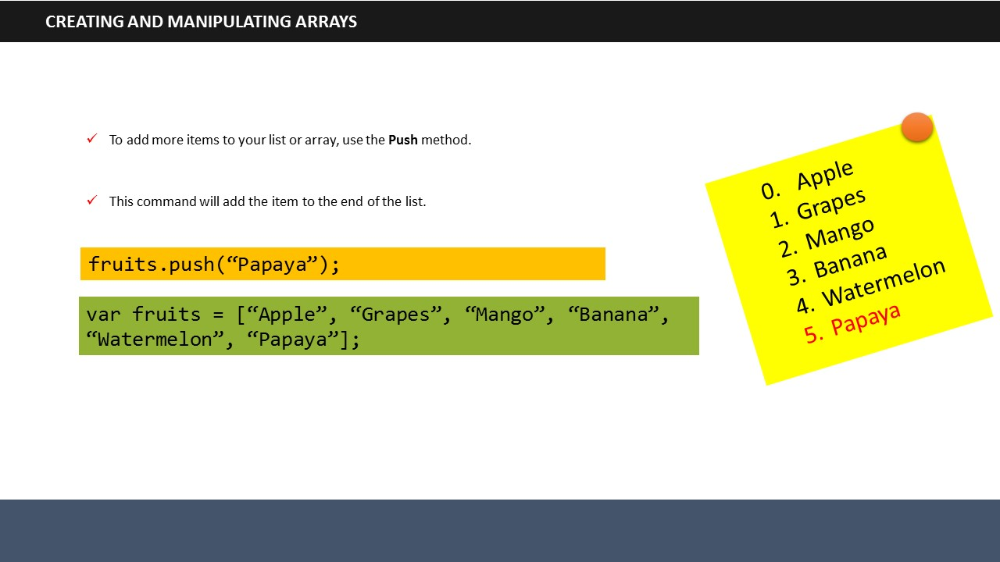 CREATING AND MANIPULATING ARRAYS
✓ To add more items to your list or array, use the Push method.
✓ This command will add the item to the end of the list.
fruits.push(“Papaya”);
var fruits = [“Apple”, “Grapes”, “Mango”, “Banana”,
“Watermelon”, “Papaya”];
0. Apple
1. Grapes
2. Mango
3. Banana
4. Watermelon
5. Papaya